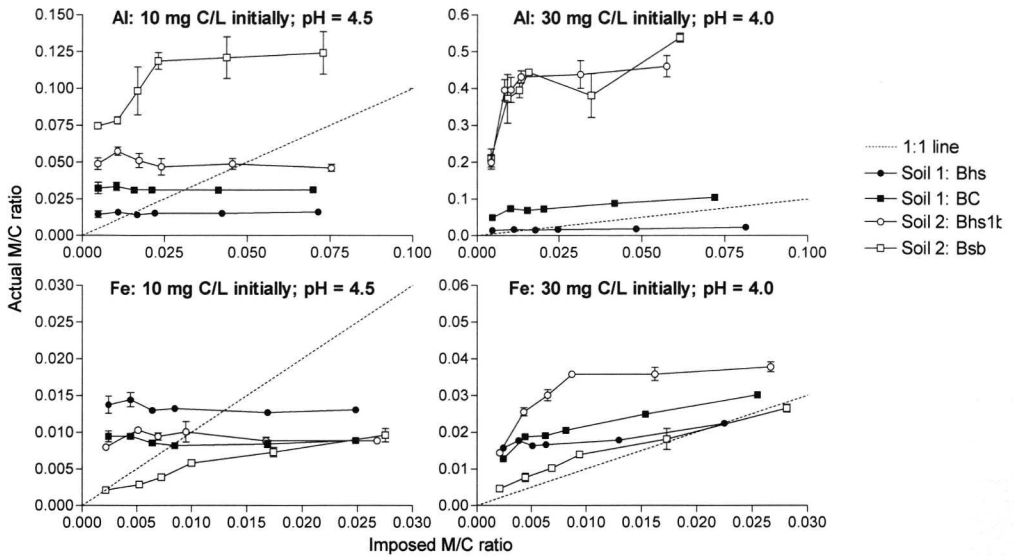 Al: 10 mg C/L initially; pH = 4.5
0.150
0.125
0.100
0.075
0.050
0.025
0.000
0.000 0.025 0.050 0.075 0.100
Al: 30 mg C/L initially; pH = 4.0
0.6
0.5
0.4
0.3
0.2
0.1
0.0
0.000 0.025 0.050 0.075 0.100
Actual M/C ratio
1:1 line
Soil 1: Bhs
Soil 1: BC
Soil 2: Bhs1b
Soil 2: Bsb
Fe: 10 mg C/L initially; pH = 4.5
0.030
0.025
0.020
0.015
0.010
0.005
0.000
0.000 0.005 0.010 0.015 0.020 0.025 0.030
Fe: 30 mg C/L initially; pH = 4.0
0.06
0.05
0.04
0.03
0.02
0.01
0.00
0.000 0.005 0.010 0.015 0.020 0.025 0.030
Imposed M/C ratio